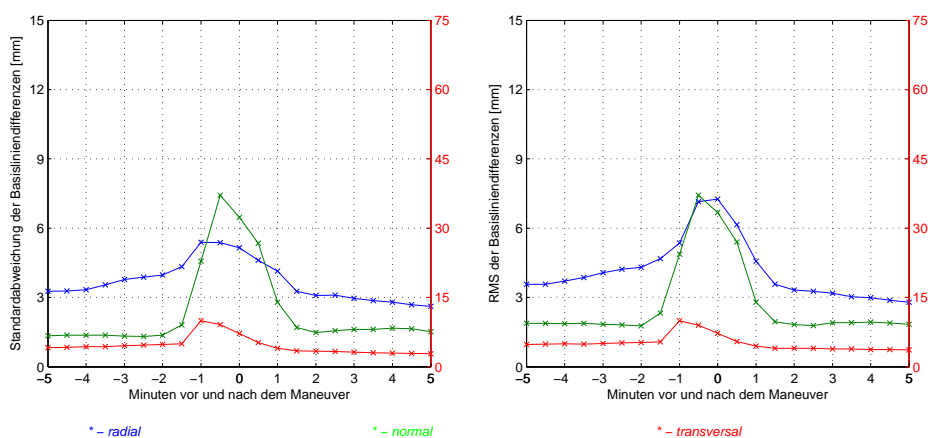 Standardabweichung der Basisliniendifferenzen [mm]
15
12
9
6
3
0
75
60
45
30
15
0
−5 −4 −3 −2 −1 0 1 2 3 4 5
Minuten vor und nach dem Maneuver
RMS der Basisliniendifferenzen [mm]
15
12
9
6
3
0
75
60
45
30
15
0
−5 −4 −3 −2 −1 0 1 2 3 4 5
Minuten vor und nach dem Maneuver
* − radial
* − normal
* − transversal